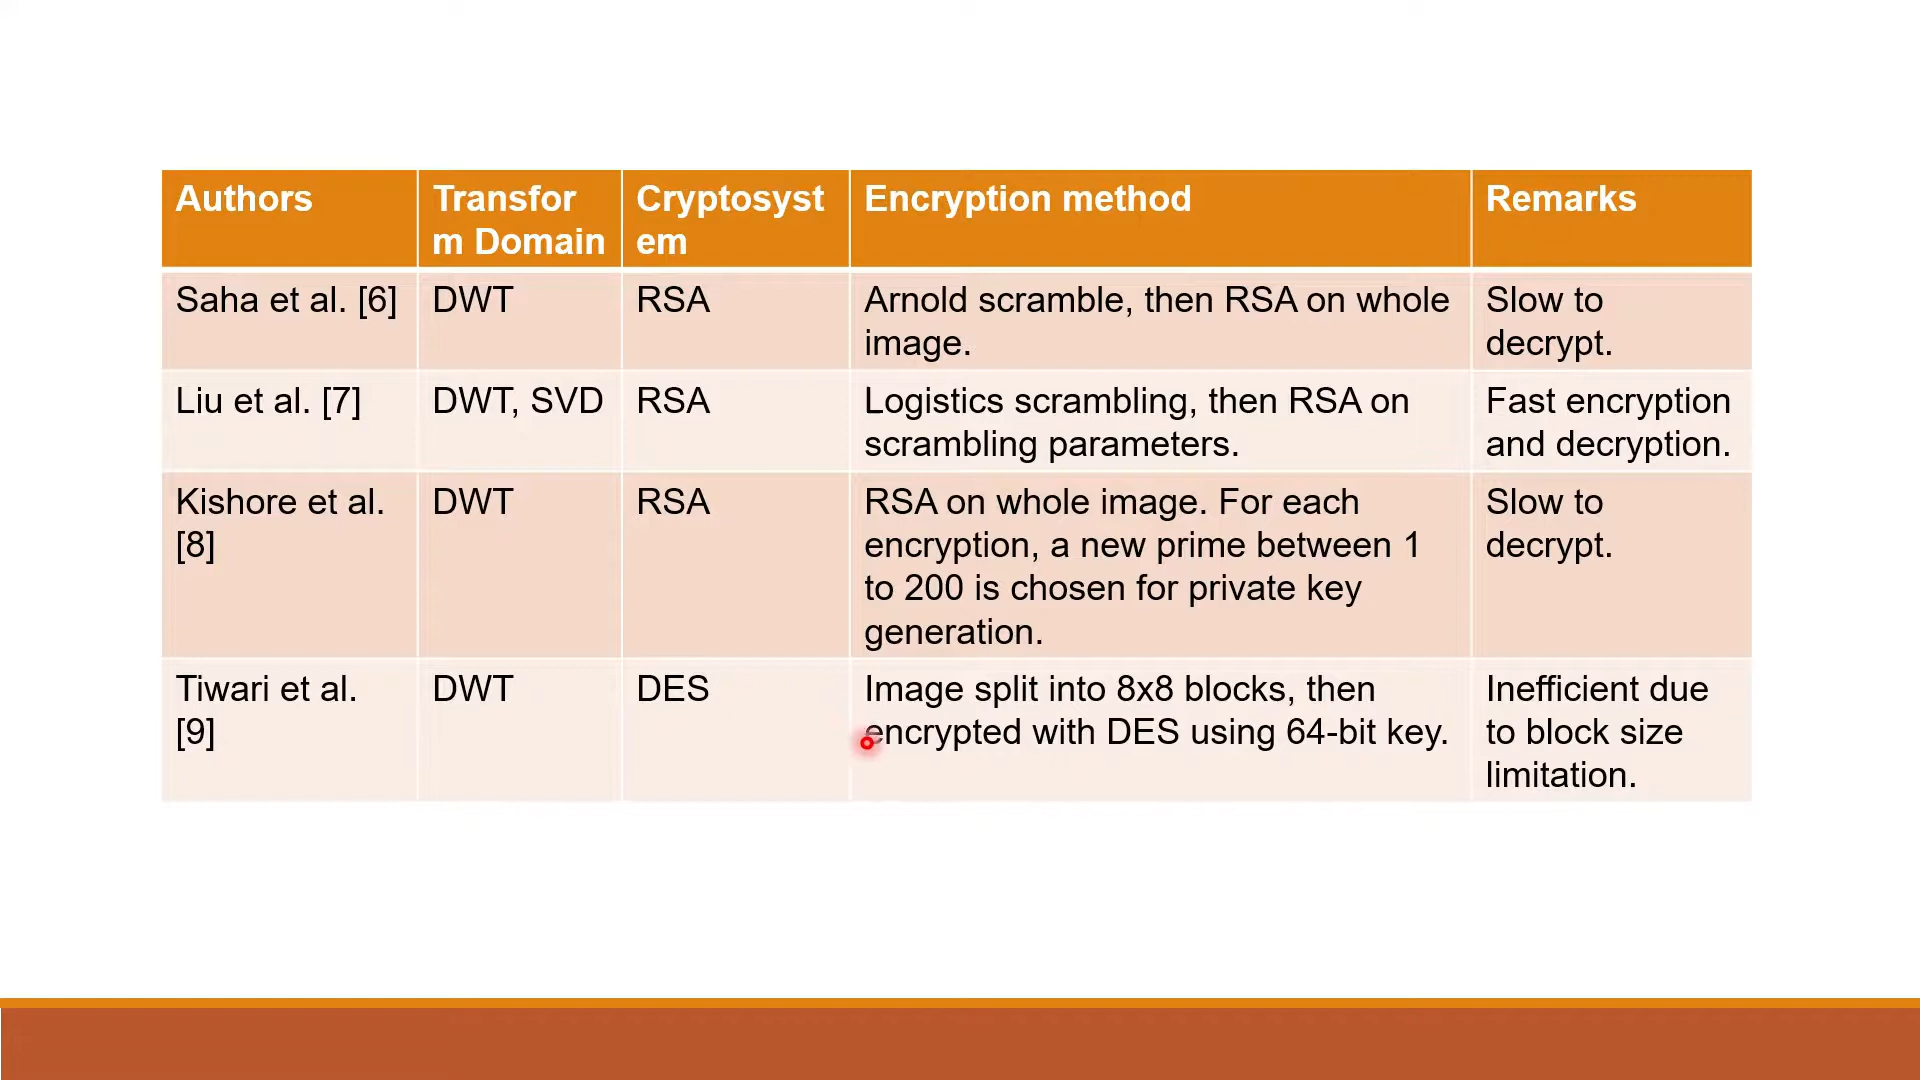 Authors
Transfor
m Domain
Cryptosyst
em
Encryption method
Remarks
Saha et al. [6]
DWT
RSA
Arnold scramble, then RSA on whole
image.
Slow to
decrypt.
Liu et al. [7]
DWT, SVD
RSA
Logistics scrambling, then RSA on
scrambling parameters.
Fast encryption
and decryption.
Kishore et al.
[8]
DWT
RSA
RSA on whole image. For each
encryption, a new prime between 1
to 200 is chosen for private key
generation.
Slow to
decrypt.
Tiwari et al.
[9]
DWT
DES
Image split into 8x8 blocks, then
encrypted with DES using 64-bit key.
Inefficient due
to block size
limitation.